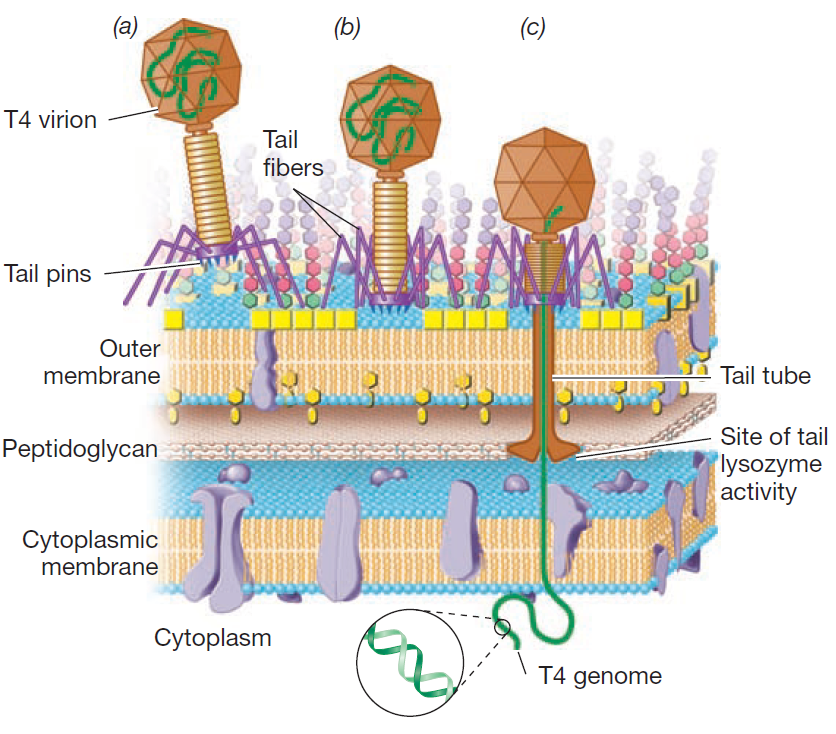 (a)
(b)
(c)
T4 virion
Tail
fibers
Tail pins
Outer
membrane
Tail tube
Peptidoglycan
Site of tail
lysozyme
activity
Cytoplasmic
membrane
Cytoplasm
T4 genome